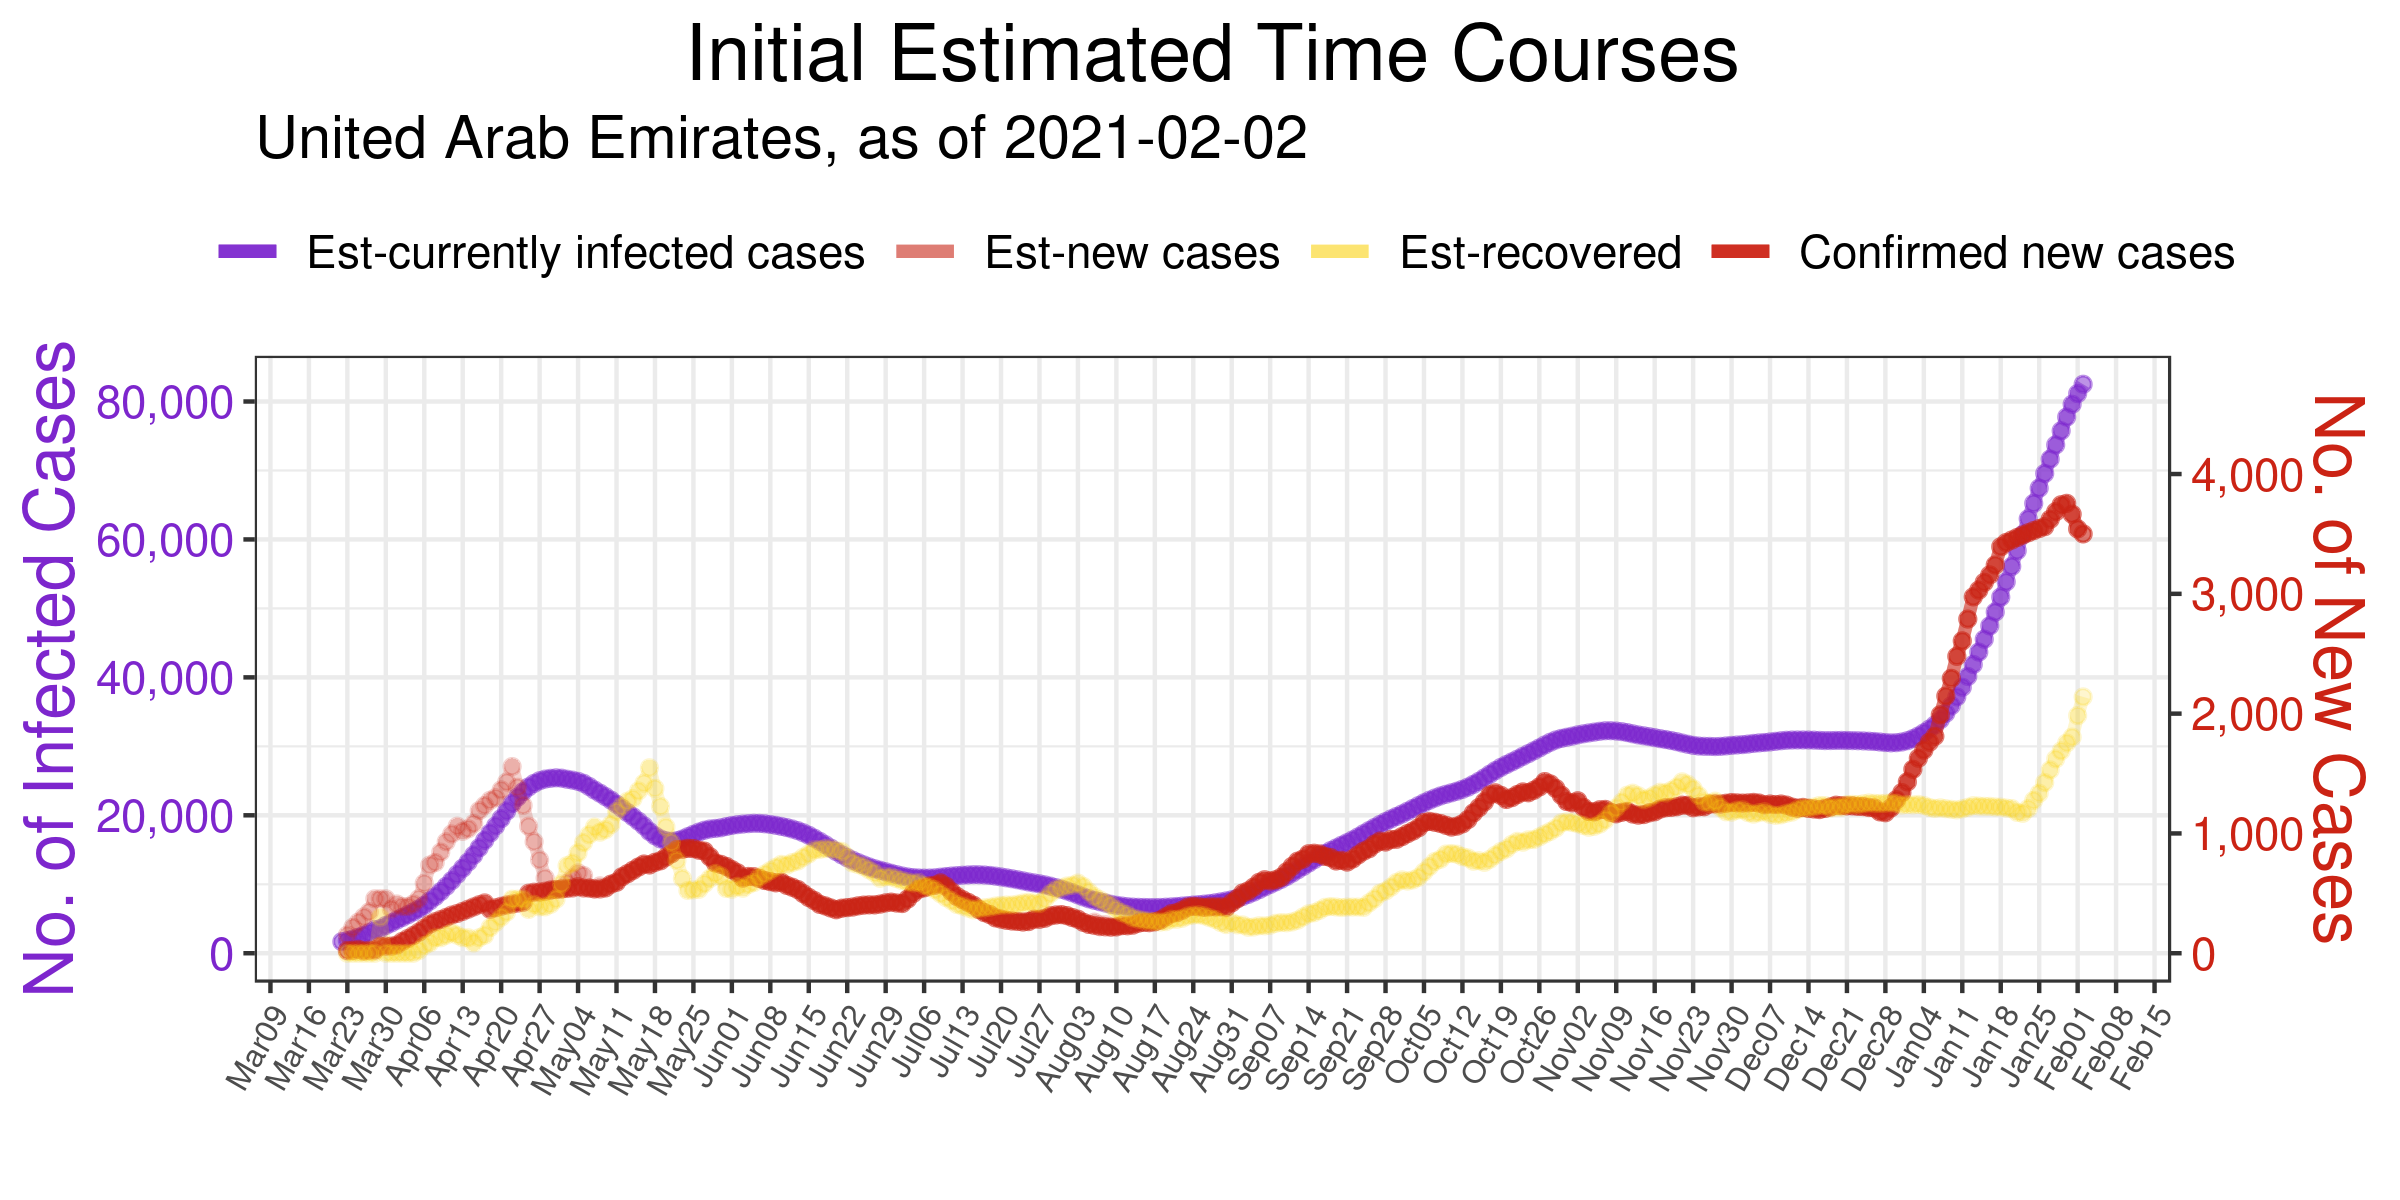 Initial Estimated Time Courses
United Arab Emirates, as of 2021-02-02
Est-currently infected cases Est-new cases Est-recovered Confirmed new cases
No. of Infected Cases
80,000
60,000
40,000
20,000
0
No. of New Cases
4,000
3,000
2,000
1,000
0
Mar09 Mar16 Mar23 Mar30 Apr06 Apr13 Apr20 Apr27 May04 May11 May18 May25 Jun01 Jun08 Jun15 Jun22 Jun29 Jul06 Jul13 Jul20 Jul27 Aug03 Aug10 Aug17 Aug24 Aug31 Sep07 Sep14 Sep21 Sep28 Oct05 Oct12 Oct19 Oct26 Nov02 Nov09 Nov16 Nov23 Nov30 Dec07 Dec14 Dec21 Dec28 Jan04 Jan11 Jan18 Jan25 Feb01 Feb08 Feb15